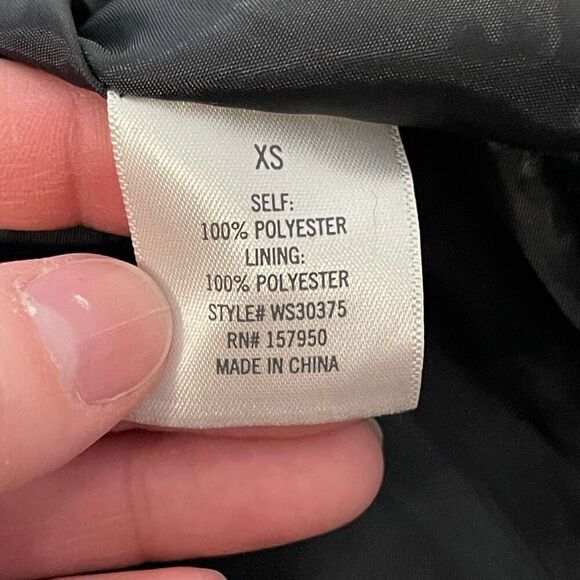 XS
SELF:
100% POLYESTER
LINING:
100% POLYESTER
STYLE# WS30375
RN# 157950
MADE IN CHINA